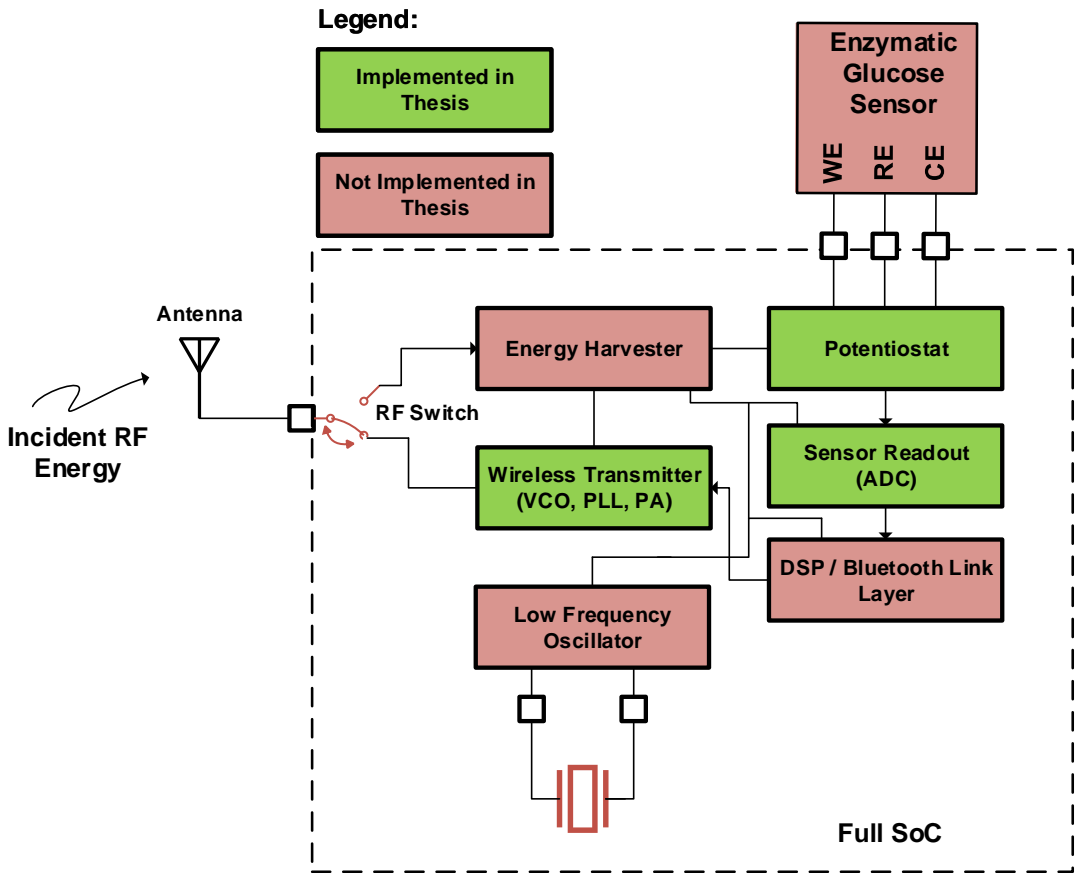 Legend:
Implemented in
Thesis
Not Implemented in
Thesis
Enzymatic
Glucose
Sensor
WE
RE
CE
Antenna
Incident RF
Energy
RF Switch
Energy Harvester
Potentiostat
Wireless Transmitter
(VCO, PLL, PA)
Sensor Readout
(ADC)
DSP / Bluetooth Link
Layer
Low Frequency
Oscillator
Full SoC